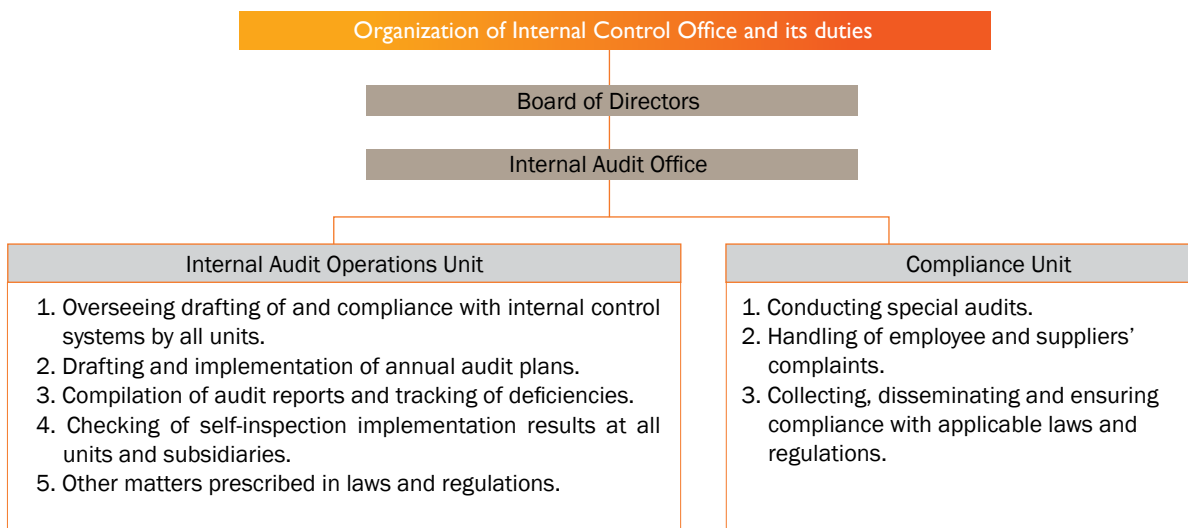 Organization of Internal Control Office and its duties
Board of Directors
Internal Audit Office
Internal Audit Operations Unit
1. Overseeing drafting of and compliance with internal control
systems by all units.
2. Drafting and implementation of annual audit plans.
3. Compilation of audit reports and tracking of deficiencies.
4. Checking of self-inspection implementation results at all
units and subsidiaries.
5. Other matters prescribed in laws and regulations.
Compliance Unit
1. Conducting special audits.
2. Handling of employee and suppliers’
complaints.
3. Collecting, disseminating and ensuring
compliance with applicable laws and
regulations.